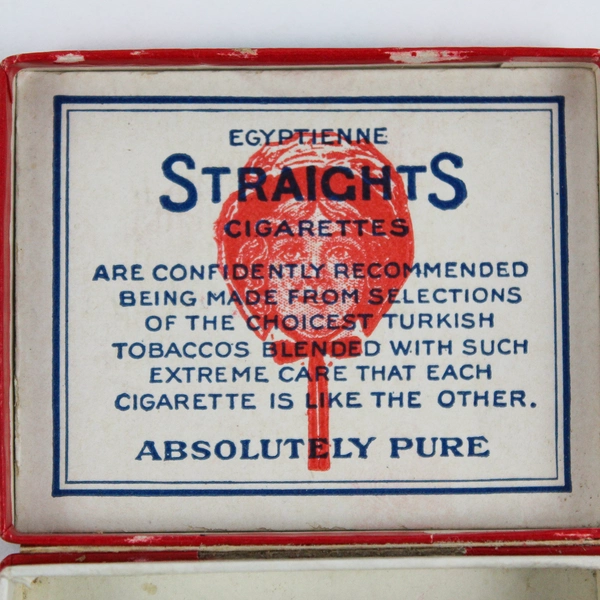 EGYPTIENNE
STRAIGHTS
CIGARETTES
ARE CONFIDENTLY RECOMMENDED
BEING MADE FROM SELECTIONS
OF THE CHOICEST TURKISH
TOBACCOS BLENDED WITH SUCH
EXTREME CARE THAT EACH
CIGARETTE IS LIKE THE OTHER.
ABSOLUTELY PURE